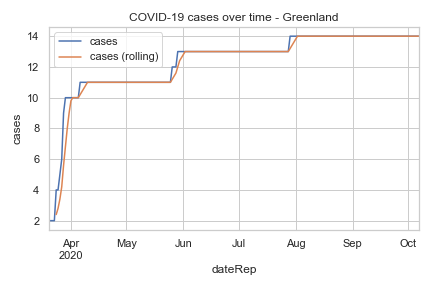 COVID-19 cases over time - Greenland
cases
cases (rolling)
14
12
10
8
6
4
2
cases
Apr May Jun Jul Aug Sep Oct
2020
dateRep